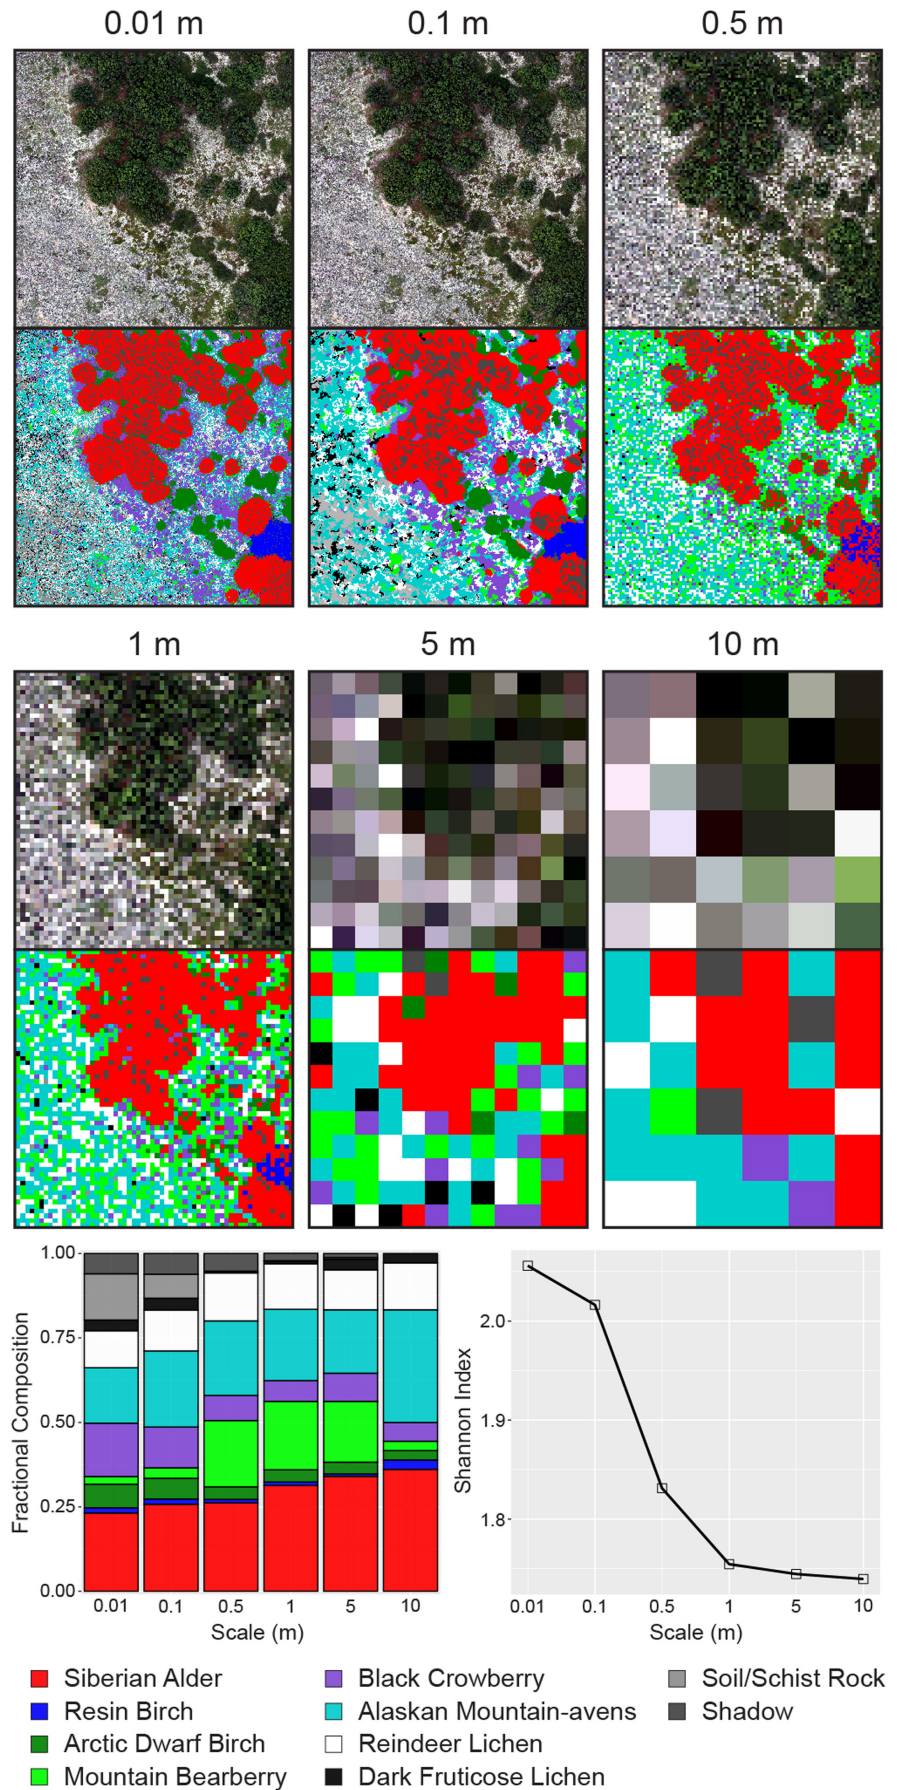 0.01 m 0.1 m 0.5 m
1 m 5 m 10 m
Fractional Composition
1.00
0.75
0.50
0.25
0.00
0.01 0.1 0.5 1 5 10
Scale (m)
Shannon Index
2.0
1.9
1.8
0.01 0.1 0.5 1 5 10
Scale (m)
Siberian Alder
Resin Birch
Arctic Dwarf Birch
Mountain Bearberry
Black Crowberry
Alaskan Mountain-avens
Reindeer Lichen
Dark Fruticose Lichen
Soil/Schist Rock
Shadow